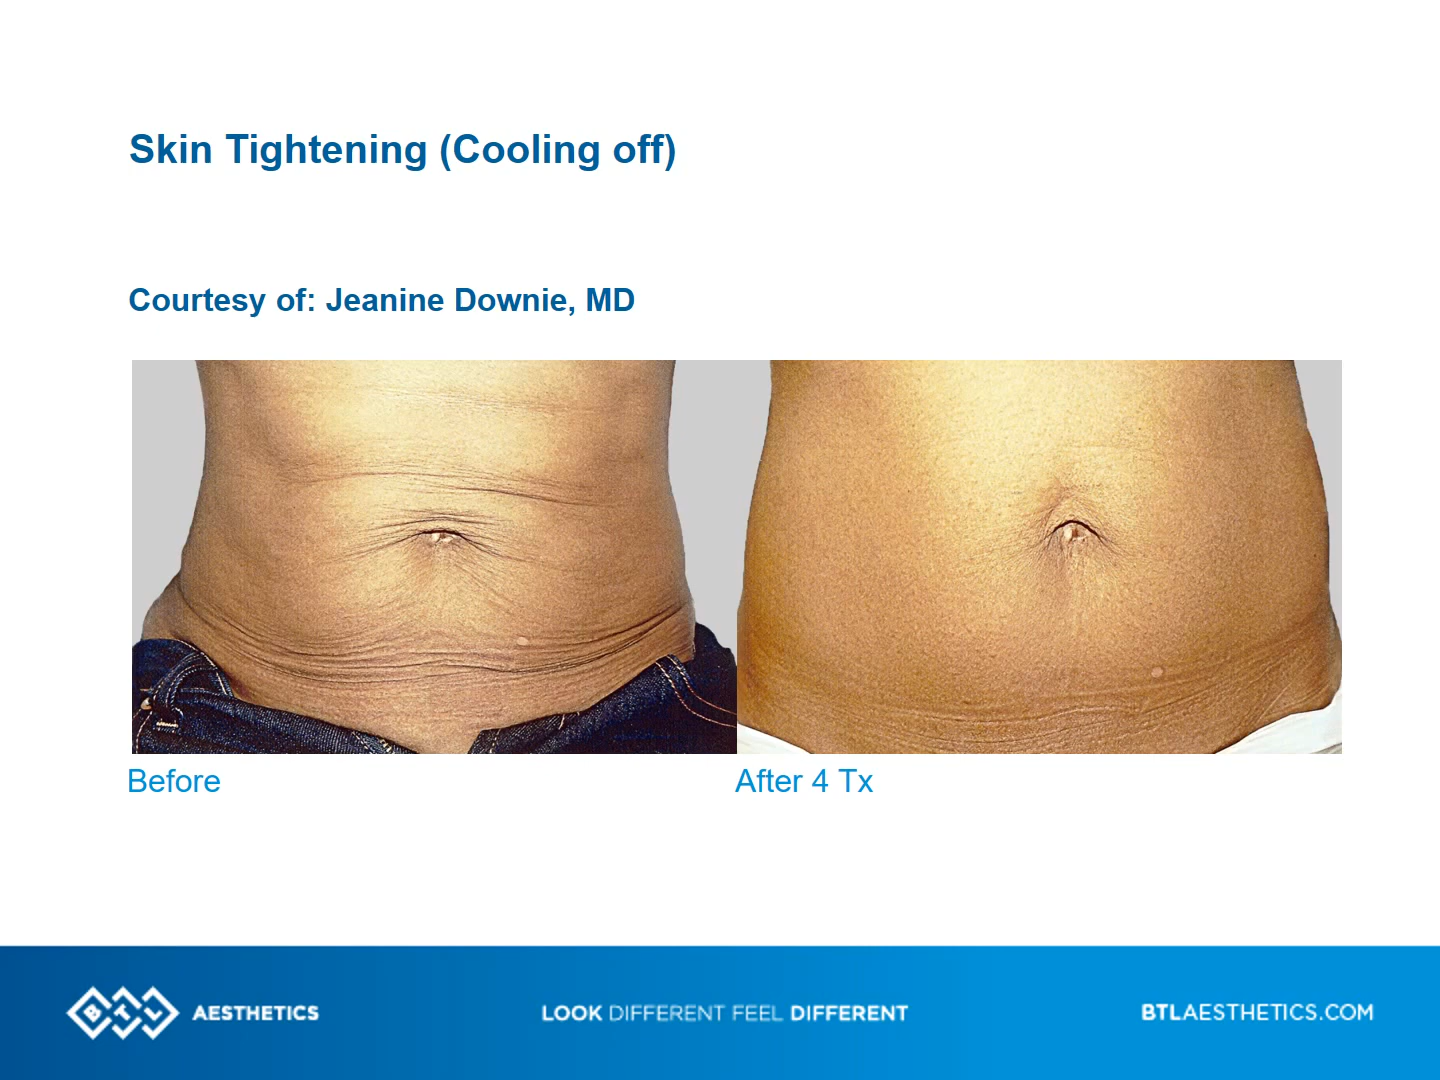 Skin Tightening (Cooling off)
Courtesy of: Jeanine Downie, MD
Before
After 4 Tx
BTL AESTHETICS
LOOK DIFFERENT FEEL DIFFERENT
BTLAESTHETICS.COM